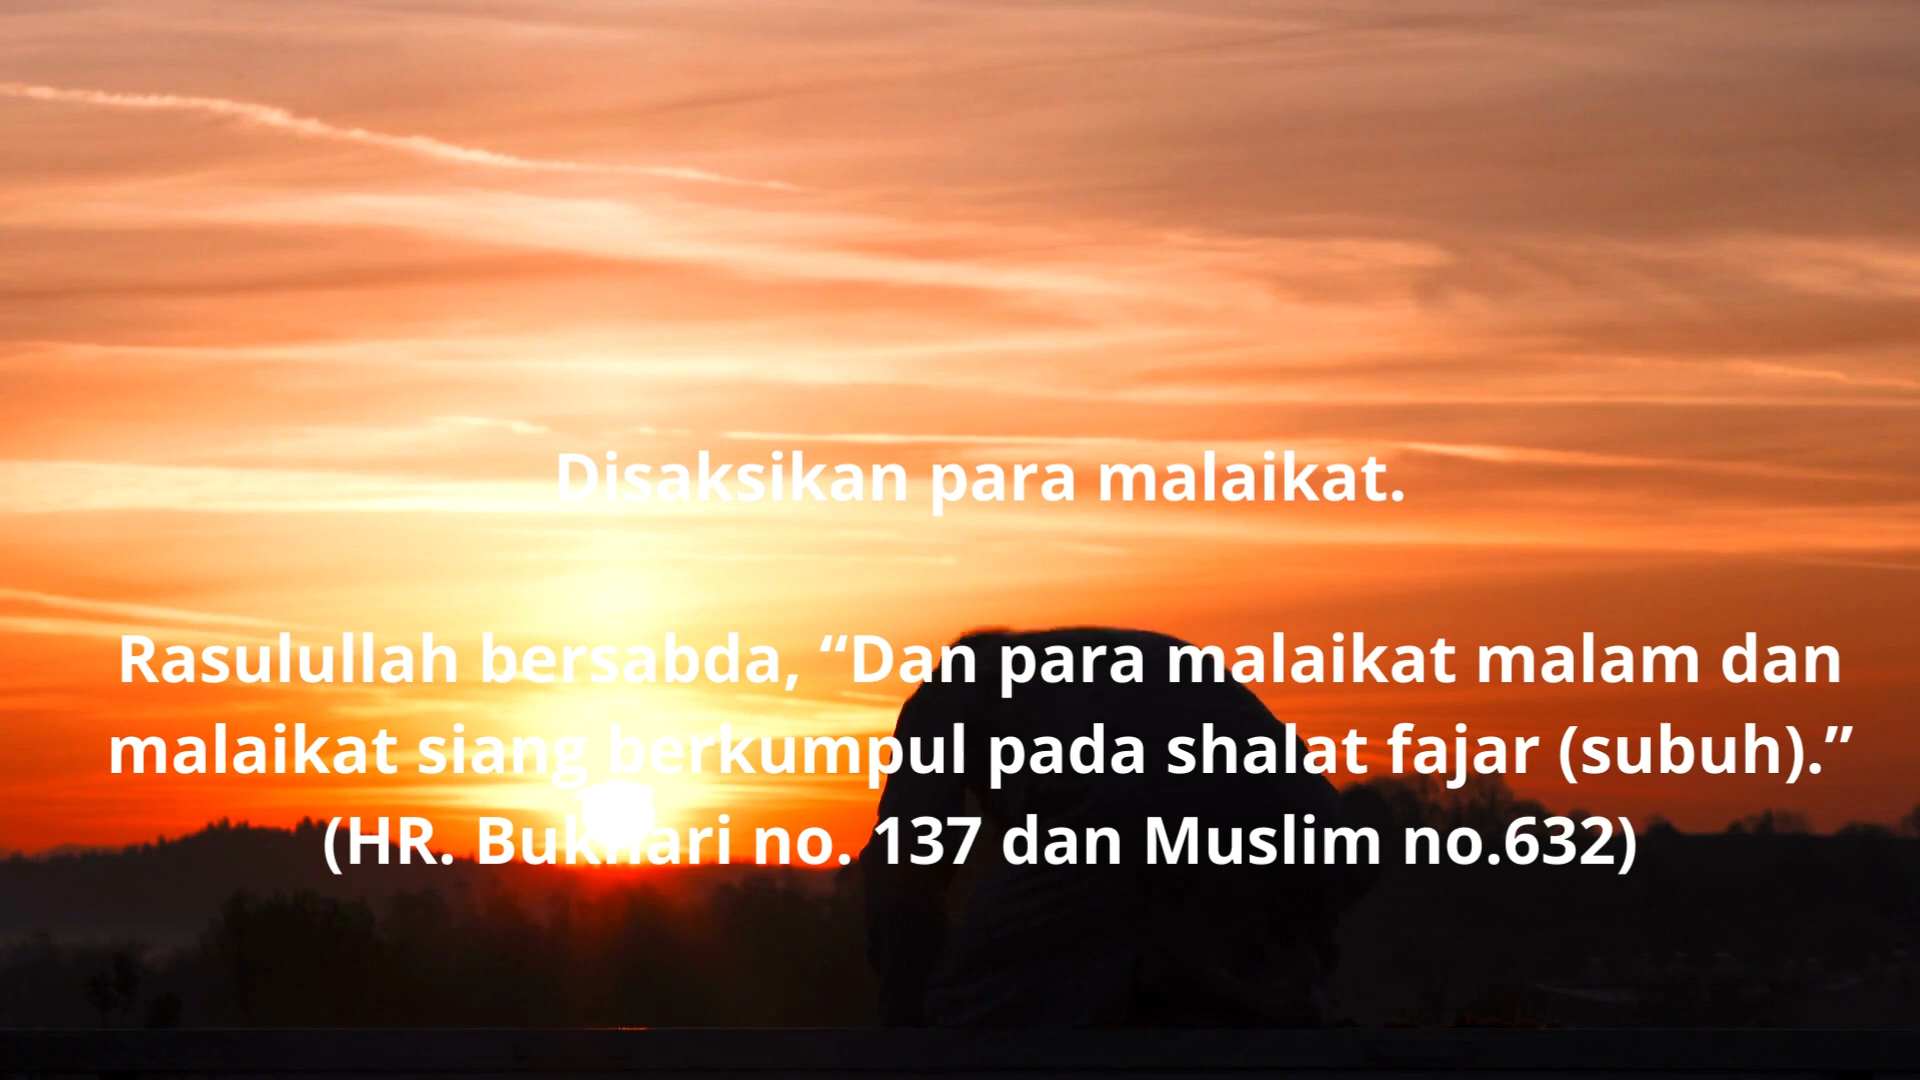 Disaksikan para malaikat.
Rasulullah bersabda, “Dan para malaikat malam dan
malaikat siang berkumpul pada shalat fajar (subuh).”
(HR. Bukhari no. 137 dan Muslim no.632)